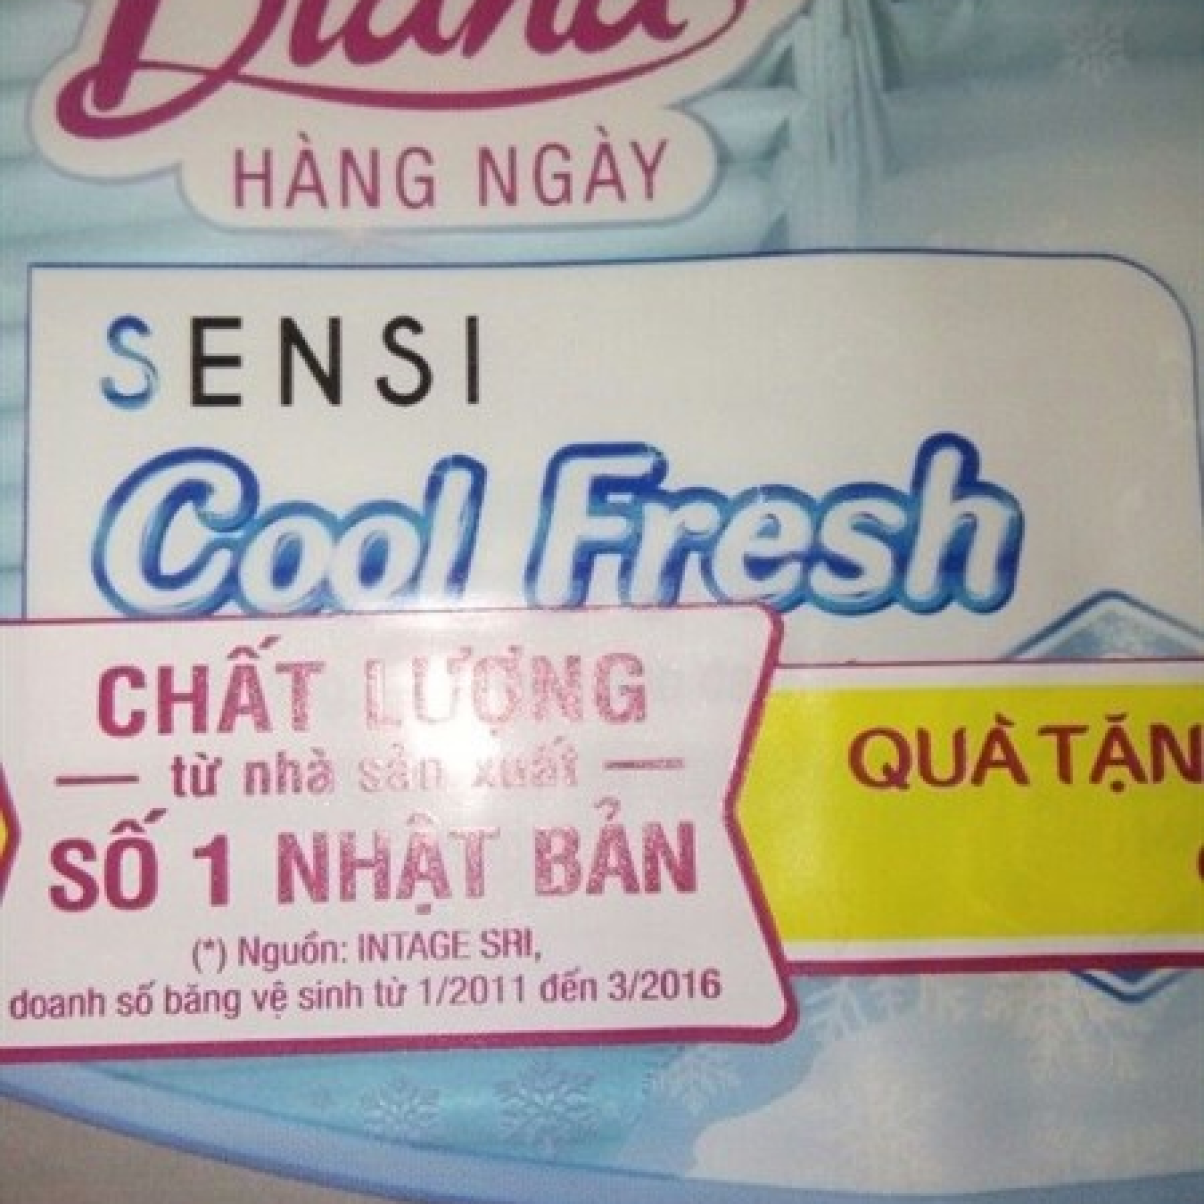 Diana
HÀNG NGÀY
SENSI
Cool Fresh
CHẤT LƯỢNG
từ nhà sản xuất
SỐ 1 NHẬT BẢN
(*) Nguồn: INTAGE SRI,
doanh số băng vệ sinh từ 1/2011 đến 3/2016
QUÀ TẶN